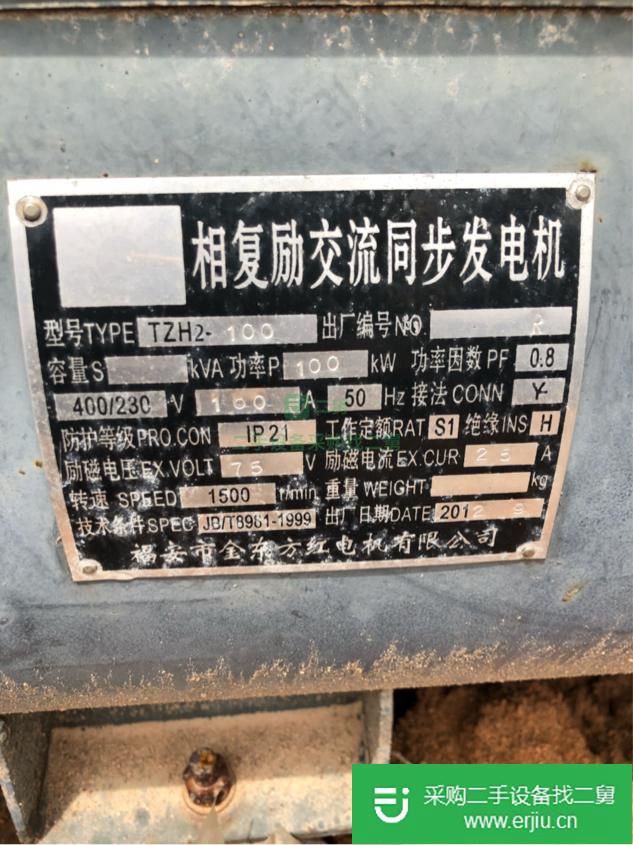 相复励交流同步发电机
型号TYPE TZH2-100 出厂编号NO. R
容量S kVA 功率P 100 kW 功率因数PF 0.8
400/230 V 160 A 50 Hz 接法CONN Y
防护等级PRO.CON IP21 工作定额RAT S1 绝缘INS H
励磁电压EX.VOLT 75 V 励磁电流EX.CUR 25 A
转速 SPEED 1500 r/min 重量WEIGHT kg
技术条件SPEC JB/T8981-1999 出厂日期DATE 2012 9
福安市金东方红电机有限公司
采购二手设备找二舅
www.erjiu.cn